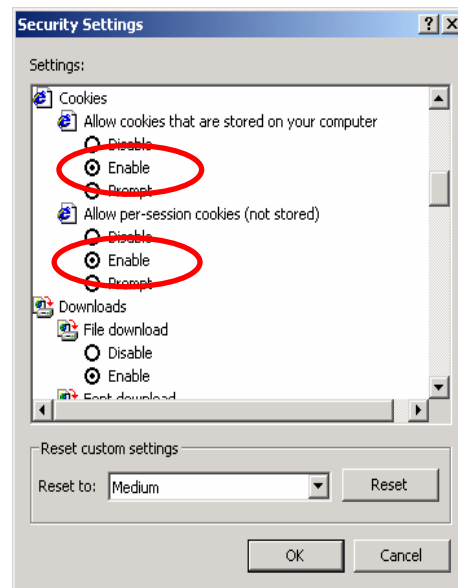 Security Settings
Settings:
Cookies
Allow cookies that are stored on your computer
Disable
Enable
Prompt
Allow per-session cookies (not stored)
Disable
Enable
Prompt
Downloads
File download
Disable
Enable
Font download
Reset custom settings
Reset to: Medium Reset
OK Cancel